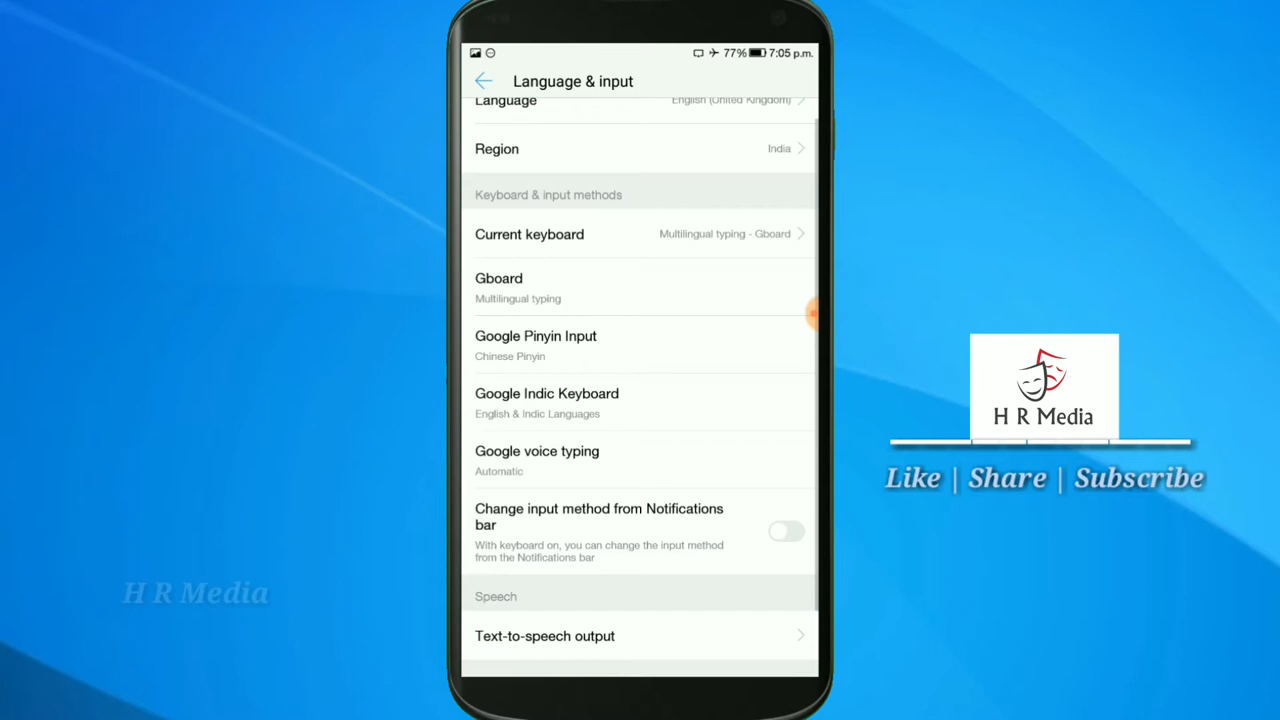 77% 7:05 p.m.
Language & input
Language English (United Kingdom)
Region India
Keyboard & input methods
Current keyboard Multilingual typing - Gboard
Gboard
Multilingual typing
Google Pinyin Input
Chinese Pinyin
Google Indic Keyboard
English & Indic Languages
Google voice typing
Automatic
Change input method from Notifications
bar
With keyboard on, you can change the input method
from the Notifications bar
Speech
Text-to-speech output
H R Media
Like | Share | Subscribe
H R Media